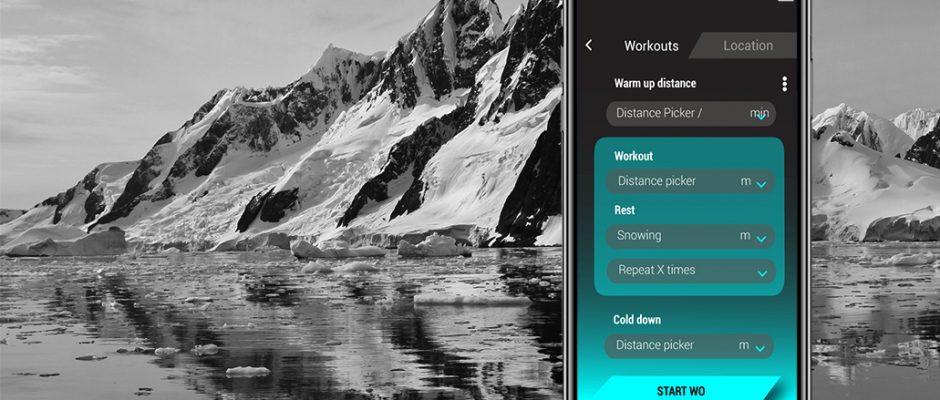 Workouts Location
Warm up distance
Distance Picker / min
Workout
Distance picker m
Rest
Snowing m
Repeat X times
Cold down
Distance picker m
START WO